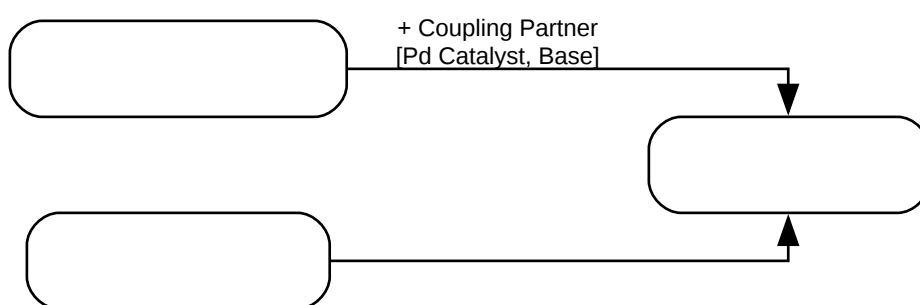 + Coupling Partner
[Pd Catalyst, Base]